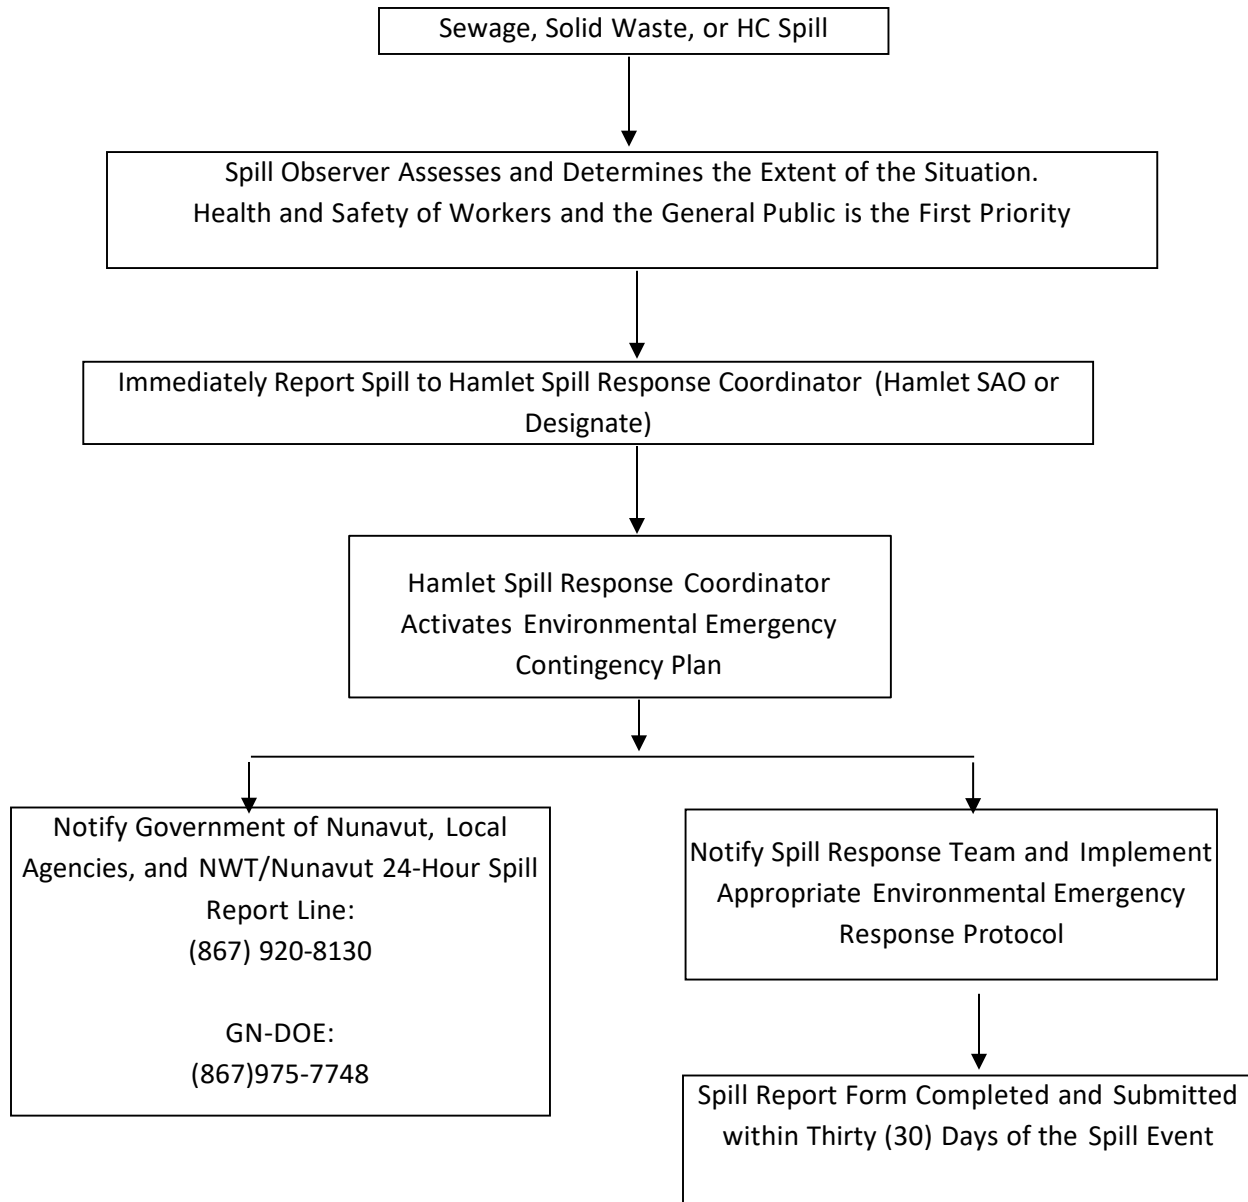 Sewage, Solid Waste, or HC Spill
Spill Observer Assesses and Determines the Extent of the Situation.
Health and Safety of Workers and the General Public is the First Priority
Immediately Report Spill to Hamlet Spill Response Coordinator (Hamlet SAO or
Designate)
Hamlet Spill Response Coordinator
Activates Environmental Emergency
Contingency Plan
Notify Government of Nunavut, Local
Agencies, and NWT/Nunavut 24-Hour Spill
Report Line:
(867) 920-8130
GN-DOE:
(867)975-7748
Notify Spill Response Team and Implement
Appropriate Environmental Emergency
Response Protocol
Spill Report Form Completed and Submitted
within Thirty (30) Days of the Spill Event